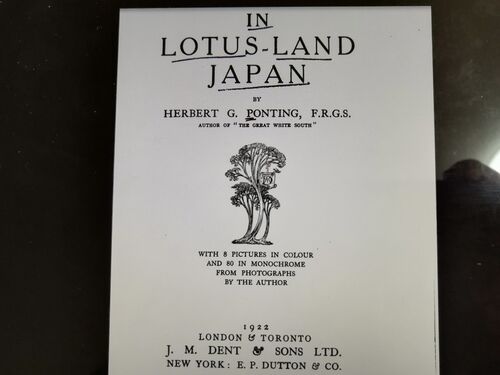 IN
LOTUS-LAND
JAPAN
BY
HERBERT G. PONTING, F.R.G.S.
AUTHOR OF "THE GREAT WHITE SOUTH"
WITH 8 PICTURES IN COLOUR
AND 80 IN MONOCHROME
FROM PHOTOGRAPHS
BY THE AUTHOR
1922
LONDON & TORONTO
J. M. DENT & SONS LTD.
NEW YORK: E. P. DUTTON & CO.